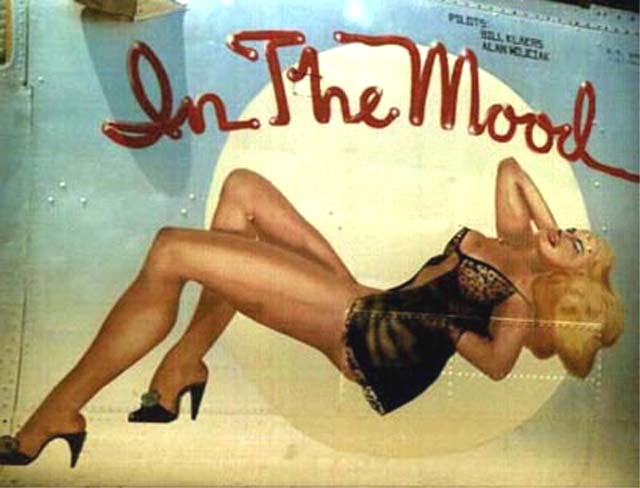 PILOTS:
BILL KLAERS
ALAN WOJCIAK
In The Mood